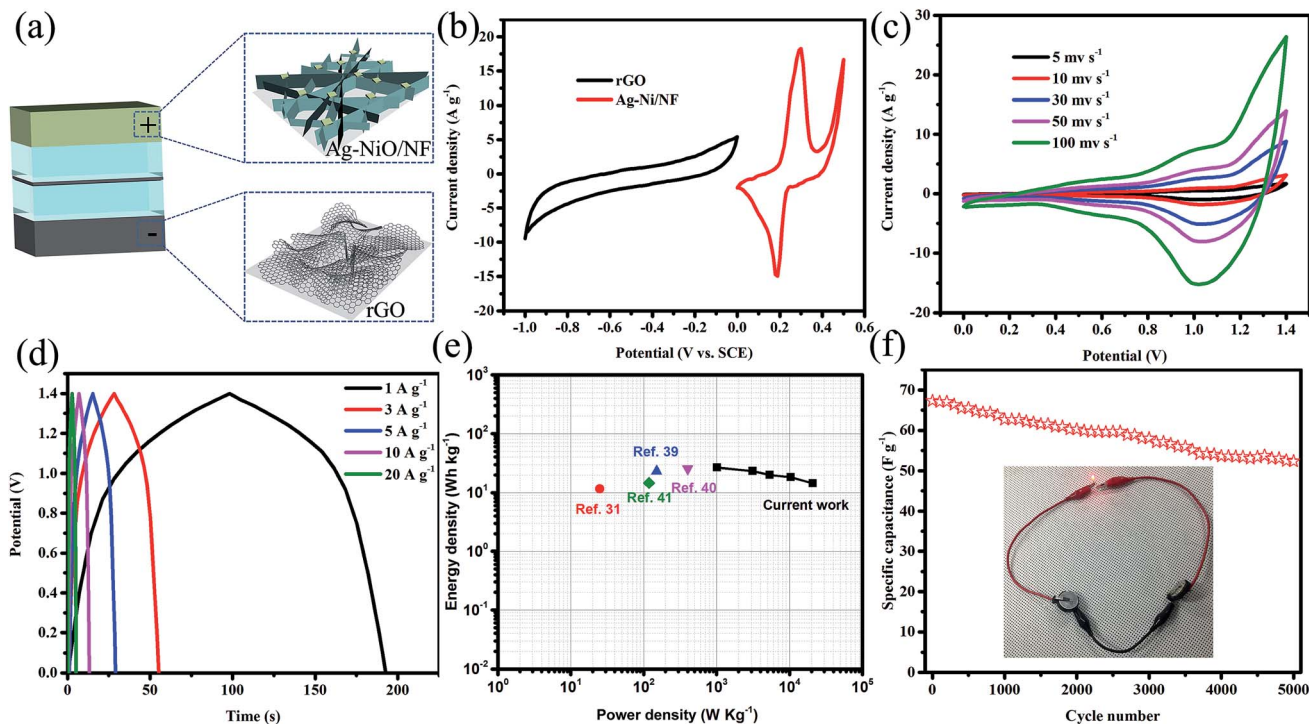 (a)
+
Ag-NiO/NF
-
rGO
(b)
Current density (A g⁻¹)
20
15
10
5
0
-5
-10
-15
-20
rGO
Ag-Ni/NF
-1.0
-0.8
-0.6
-0.4
-0.2
0.0
0.2
0.4
0.6
Potential (V vs. SCE)
(c)
Current density (A g⁻¹)
30
20
10
0
-10
-20
5 mv s⁻¹
10 mv s⁻¹
30 mv s⁻¹
50 mv s⁻¹
100 mv s⁻¹
0.0
0.2
0.4
0.6
0.8
1.0
1.2
1.4
Potential (V)
(d)
Potential (V)
1.4
1.2
1.0
0.8
0.6
0.4
0.2
0.0
1 A g⁻¹
3 A g⁻¹
5 A g⁻¹
10 A g⁻¹
20 A g⁻¹
0
50
100
150
200
Time (s)
(e)
Energy density (Wh kg⁻¹)
10³
10²
10¹
10⁰
10⁻¹
10⁻²
Ref. 39
Ref. 31
Ref. 41
Ref. 40
Current work
10⁰
10¹
10²
10³
10⁴
10⁵
Power density (W Kg⁻¹)
(f)
Specific capacitance (F g⁻¹)
70
60
50
40
30
20
10
0
0
1000
2000
3000
4000
5000
Cycle number